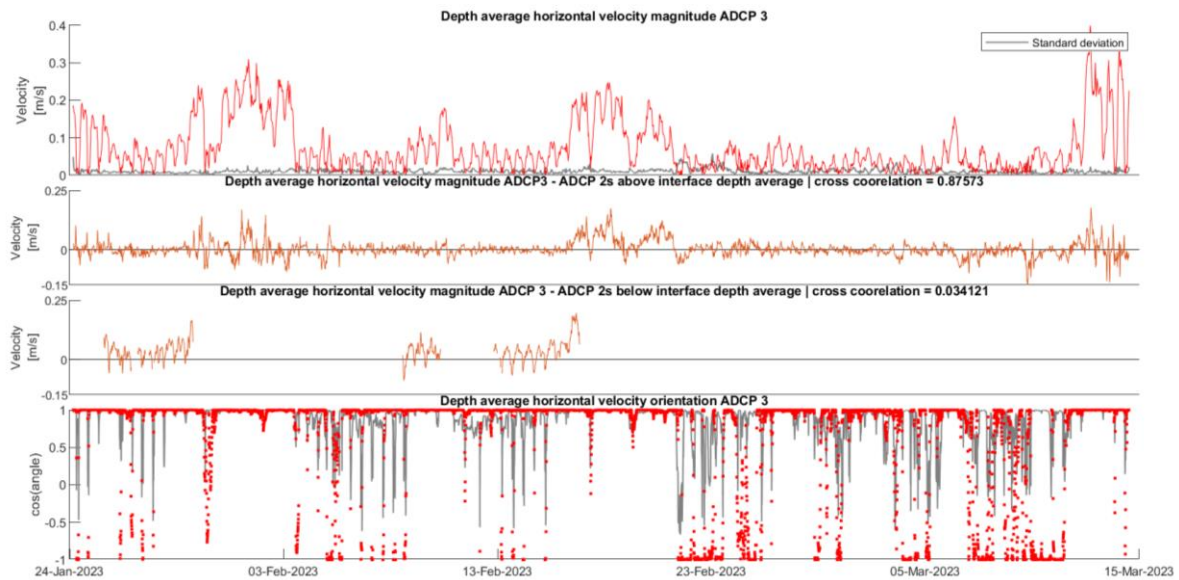 Depth average horizontal velocity magnitude ADCP 3
0.4
0.3
0.2
0.1
0
Velocity
[m/s]
Standard deviation
Depth average horizontal velocity magnitude ADCP3 - ADCP 2s above interface depth average | cross coorelation = 0.87573
0.25
0
-0.15
Velocity
[m/s]
Depth average horizontal velocity magnitude ADCP 3 - ADCP 2s below interface depth average | cross coorelation = 0.034121
0.25
0
-0.15
Velocity
[m/s]
Depth average horizontal velocity orientation ADCP 3
1
0.5
0
-0.5
-1
cos(angle)
24-Jan-2023 03-Feb-2023 13-Feb-2023 23-Feb-2023 05-Mar-2023 15-Mar-2023